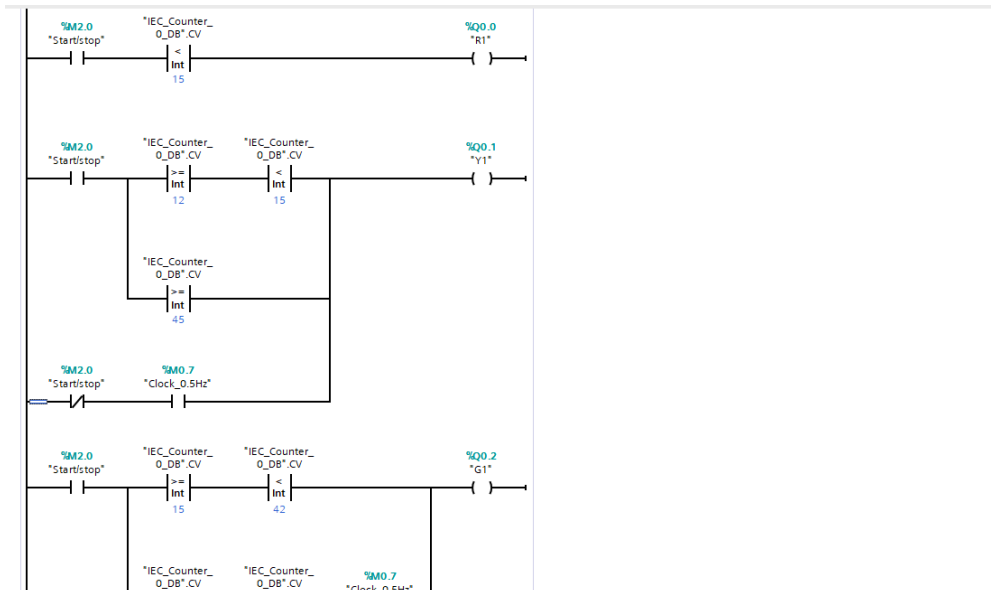 %M2.0
"Start/stop"
"IEC_Counter_
0_DB".CV
<
Int
15
%Q0.0
"R1"
%M2.0
"Start/stop"
"IEC_Counter_
0_DB".CV
>=
Int
12
"IEC_Counter_
0_DB".CV
<
Int
15
%Q0.1
"Y1"
"IEC_Counter_
0_DB".CV
>=
Int
45
%M2.0
"Start/stop"
%M0.7
"Clock_0.5Hz"
%M2.0
"Start/stop"
"IEC_Counter_
0_DB".CV
>=
Int
15
"IEC_Counter_
0_DB".CV
<
Int
42
%Q0.2
"G1"
"IEC_Counter_
0_DB".CV
"IEC_Counter_
0_DB".CV
%M0.7
"Clock_0.5Hz"